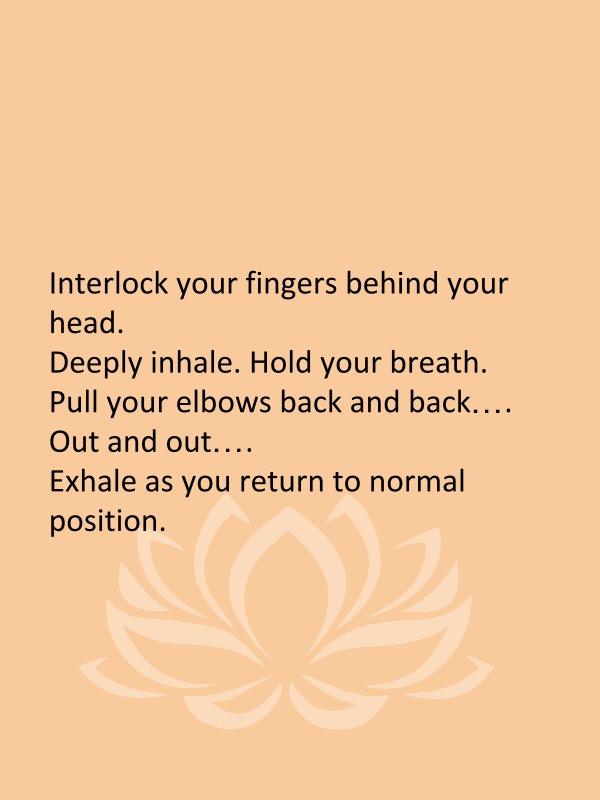 Interlock your fingers behind your
head.
Deeply inhale. Hold your breath.
Pull your elbows back and back….
Out and out….
Exhale as you return to normal
position.